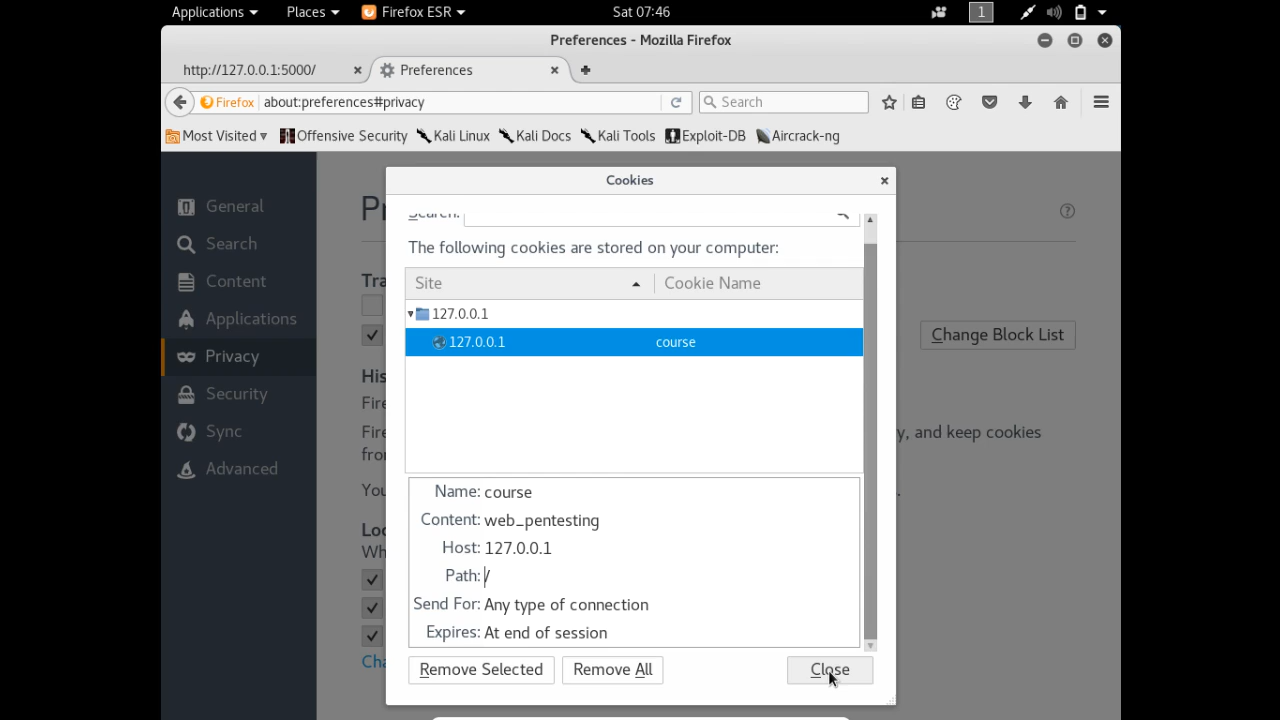 Applications Places Firefox ESR Sat 07:46 1
Preferences - Mozilla Firefox
http://127.0.0.1:5000/ Preferences
Firefox about:preferences#privacy Search
Most Visited Offensive Security Kali Linux Kali Docs Kali Tools Exploit-DB Aircrack-ng
Cookies
General
Search
Content
Applications
Privacy
Security
Sync
Advanced
Search:
The following cookies are stored on your computer:
Site Cookie Name
127.0.0.1
127.0.0.1 course
Name: course
Content: web_pentesting
Host: 127.0.0.1
Path: /
Send For: Any type of connection
Expires: At end of session
Remove Selected Remove All Close
Change Block List
y, and keep cookies